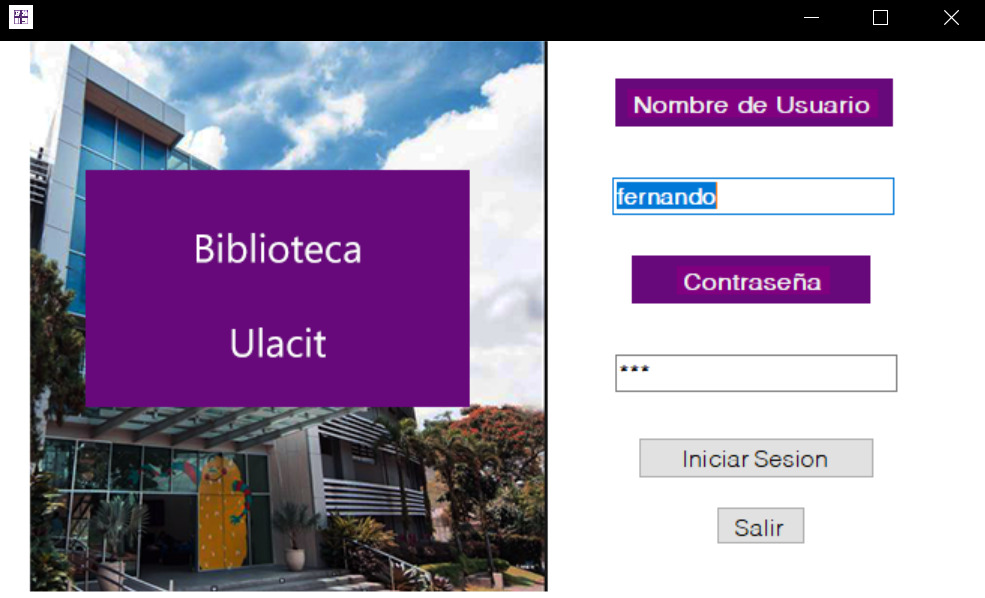 Biblioteca
Ulacit
Nombre de Usuario
fernando
Contraseña
***
Iniciar Sesion
Salir